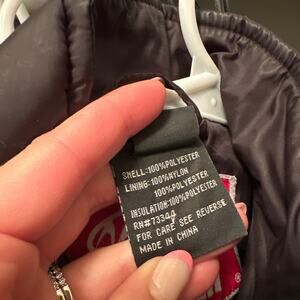 SHELL:100%POLYESTER
LINING:100%NYLON
100%POLYESTER
INSULATION:100%POLYESTER
RN#73344
FOR CARE SEE REVERSE
MADE IN CHINA